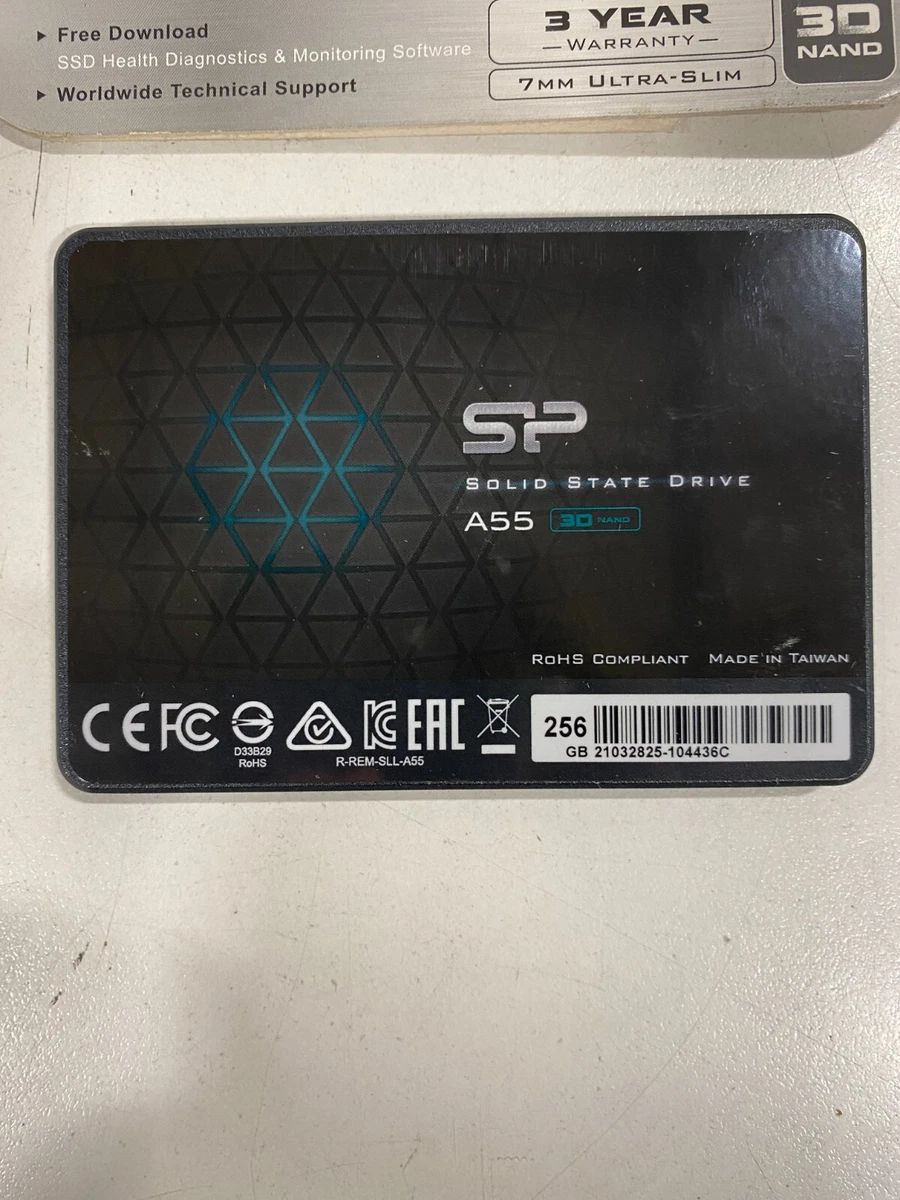 ▸ Free Download
SSD Health Diagnostics & Monitoring Software
▸ Worldwide Technical Support
3 YEAR
WARRANTY
7MM ULTRA-SLIM
3D
NAND
SP
SOLID STATE DRIVE
A55 3D NAND
ROHS COMPLIANT MADE IN TAIWAN
CE FC KC EAC
D33B29
RoHS
R-REM-SLL-A55
256
GB 21032825-104436C